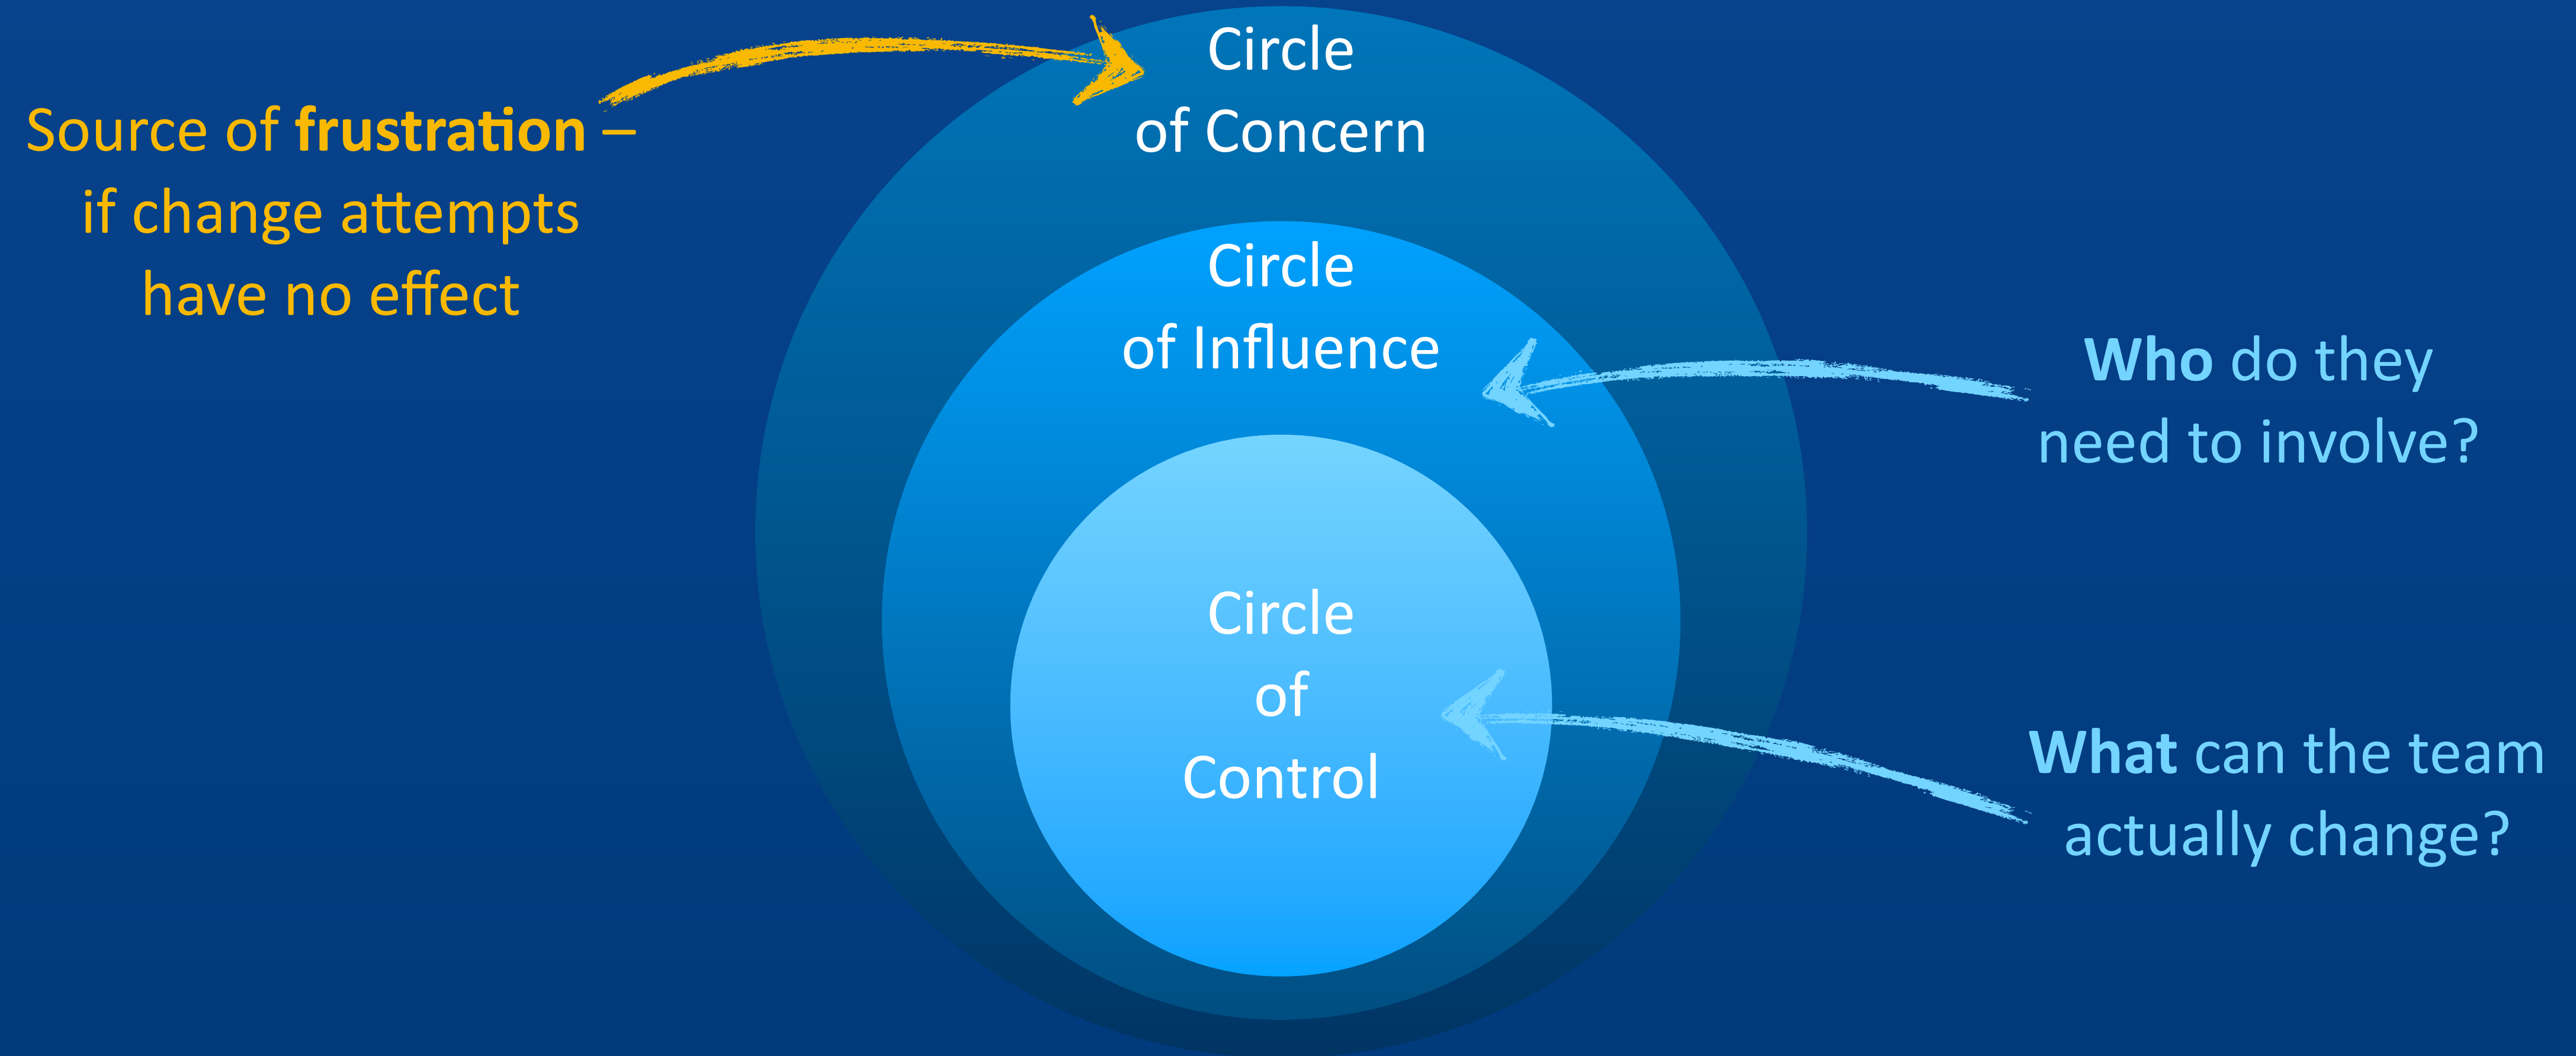 Source of frustration –
if change attempts
have no effect
Circle
of Concern
Circle
of Influence
Circle
of
Control
Who do they
need to involve?
What can the team
actually change?